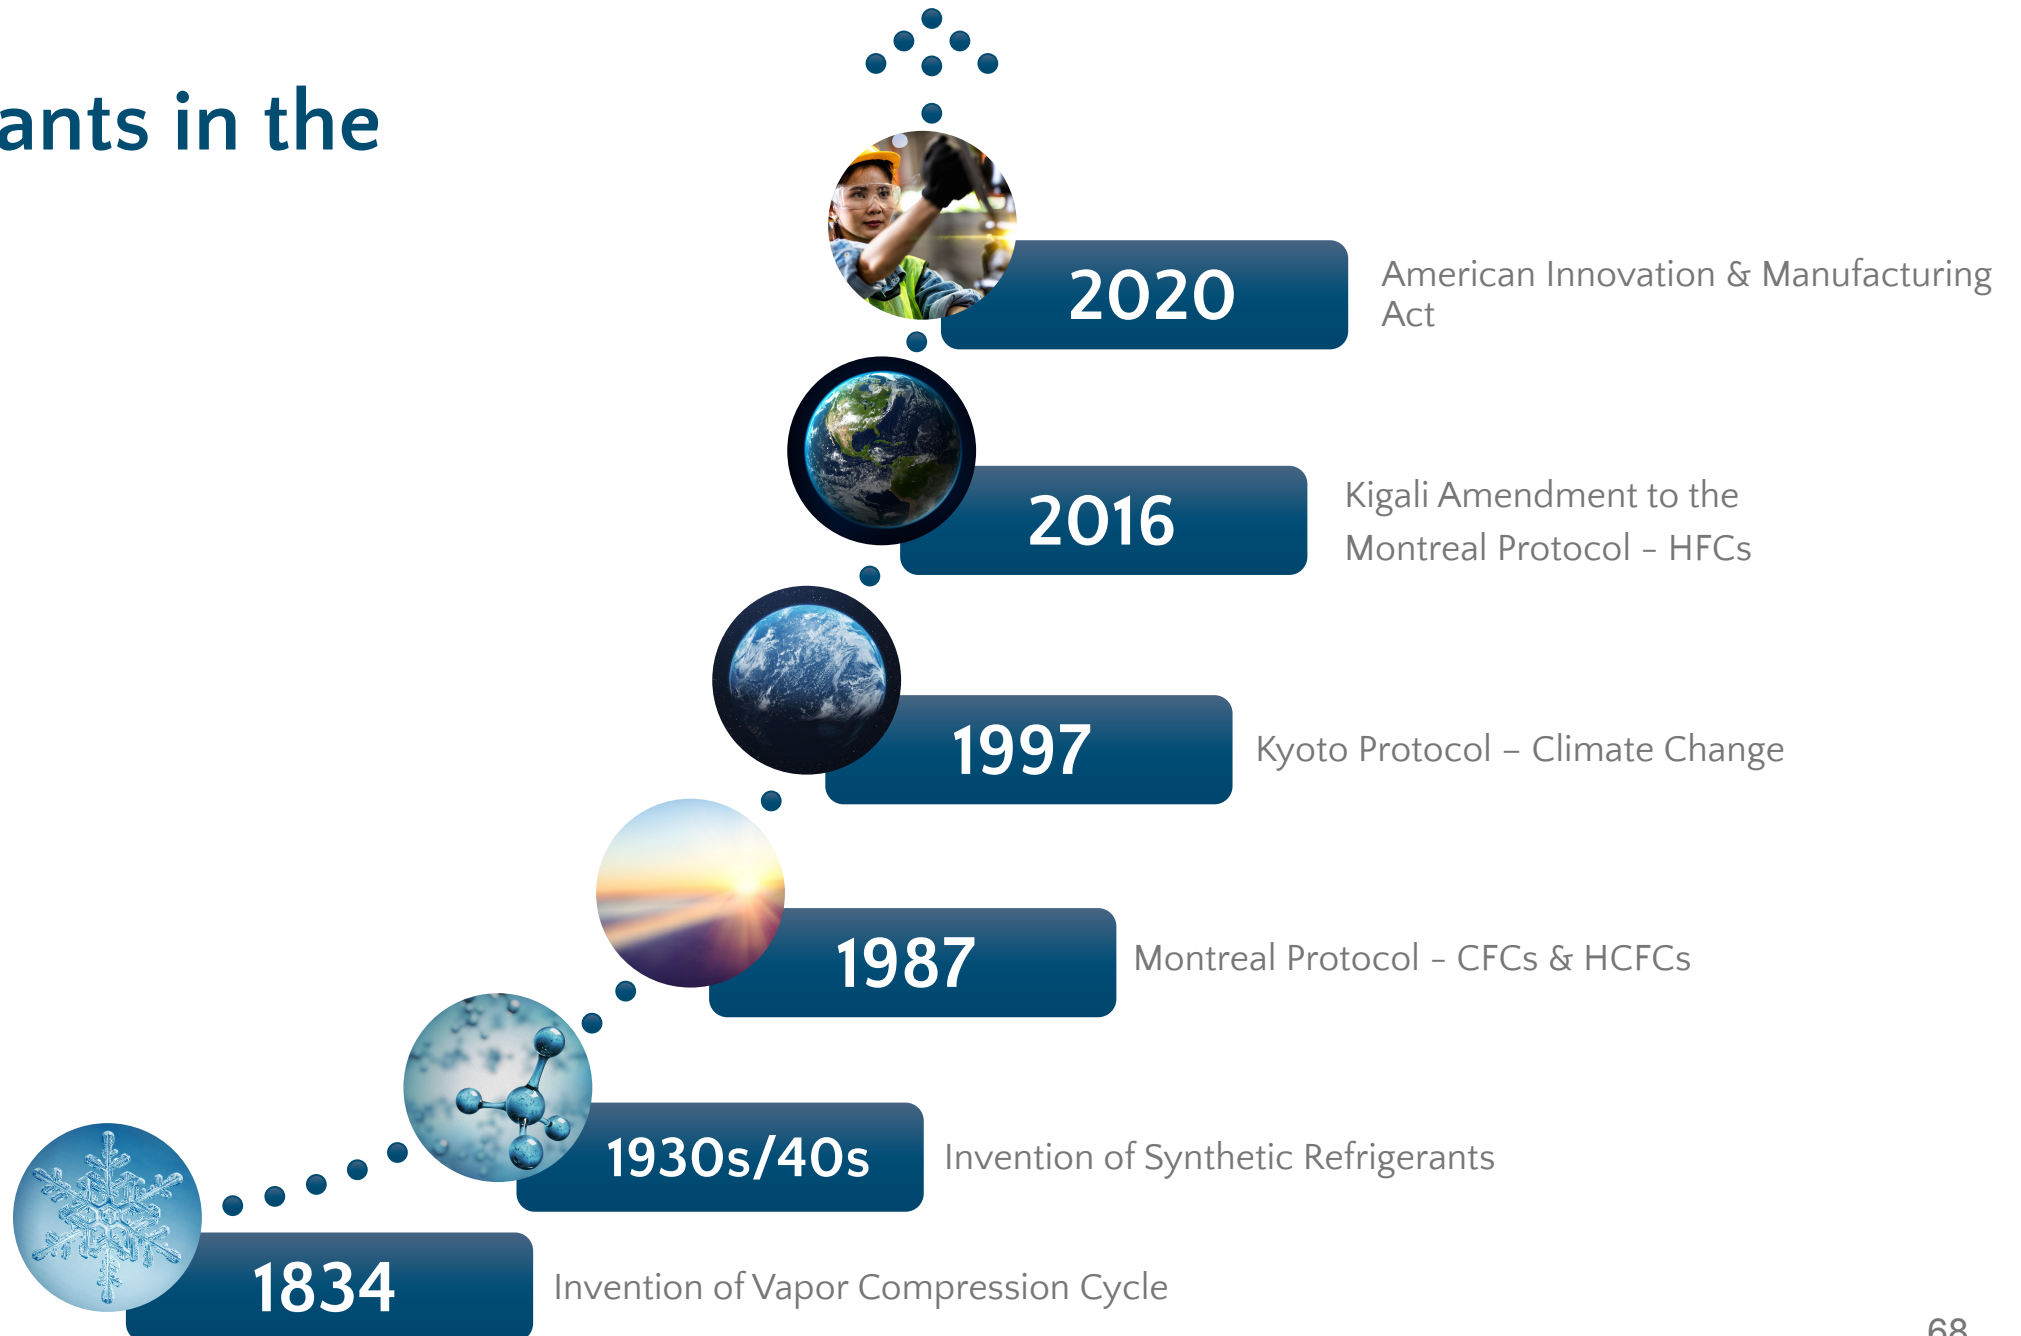 ants in the
2020
American Innovation & Manufacturing
Act
2016
Kigali Amendment to the
Montreal Protocol - HFCs
1997
Kyoto Protocol – Climate Change
1987
Montreal Protocol - CFCs & HCFCs
1930s/40s
Invention of Synthetic Refrigerants
1834
Invention of Vapor Compression Cycle
68